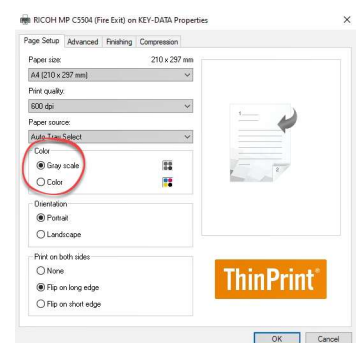 RICOH MP C5504 (Fire Exit) on KEY-DATA Properties
Page Setup Advanced Finishing Compression
Paper size: 210 x 297 mm
A4 (210 x 297 mm)
Print quality:
600 dpi
Paper source:
Auto Tray Select
Color
Gray scale
Color
Orientation
Portrait
Landscape
Print on both sides
None
Flip on long edge
Flip on short edge
ThinPrint®
OK Cancel